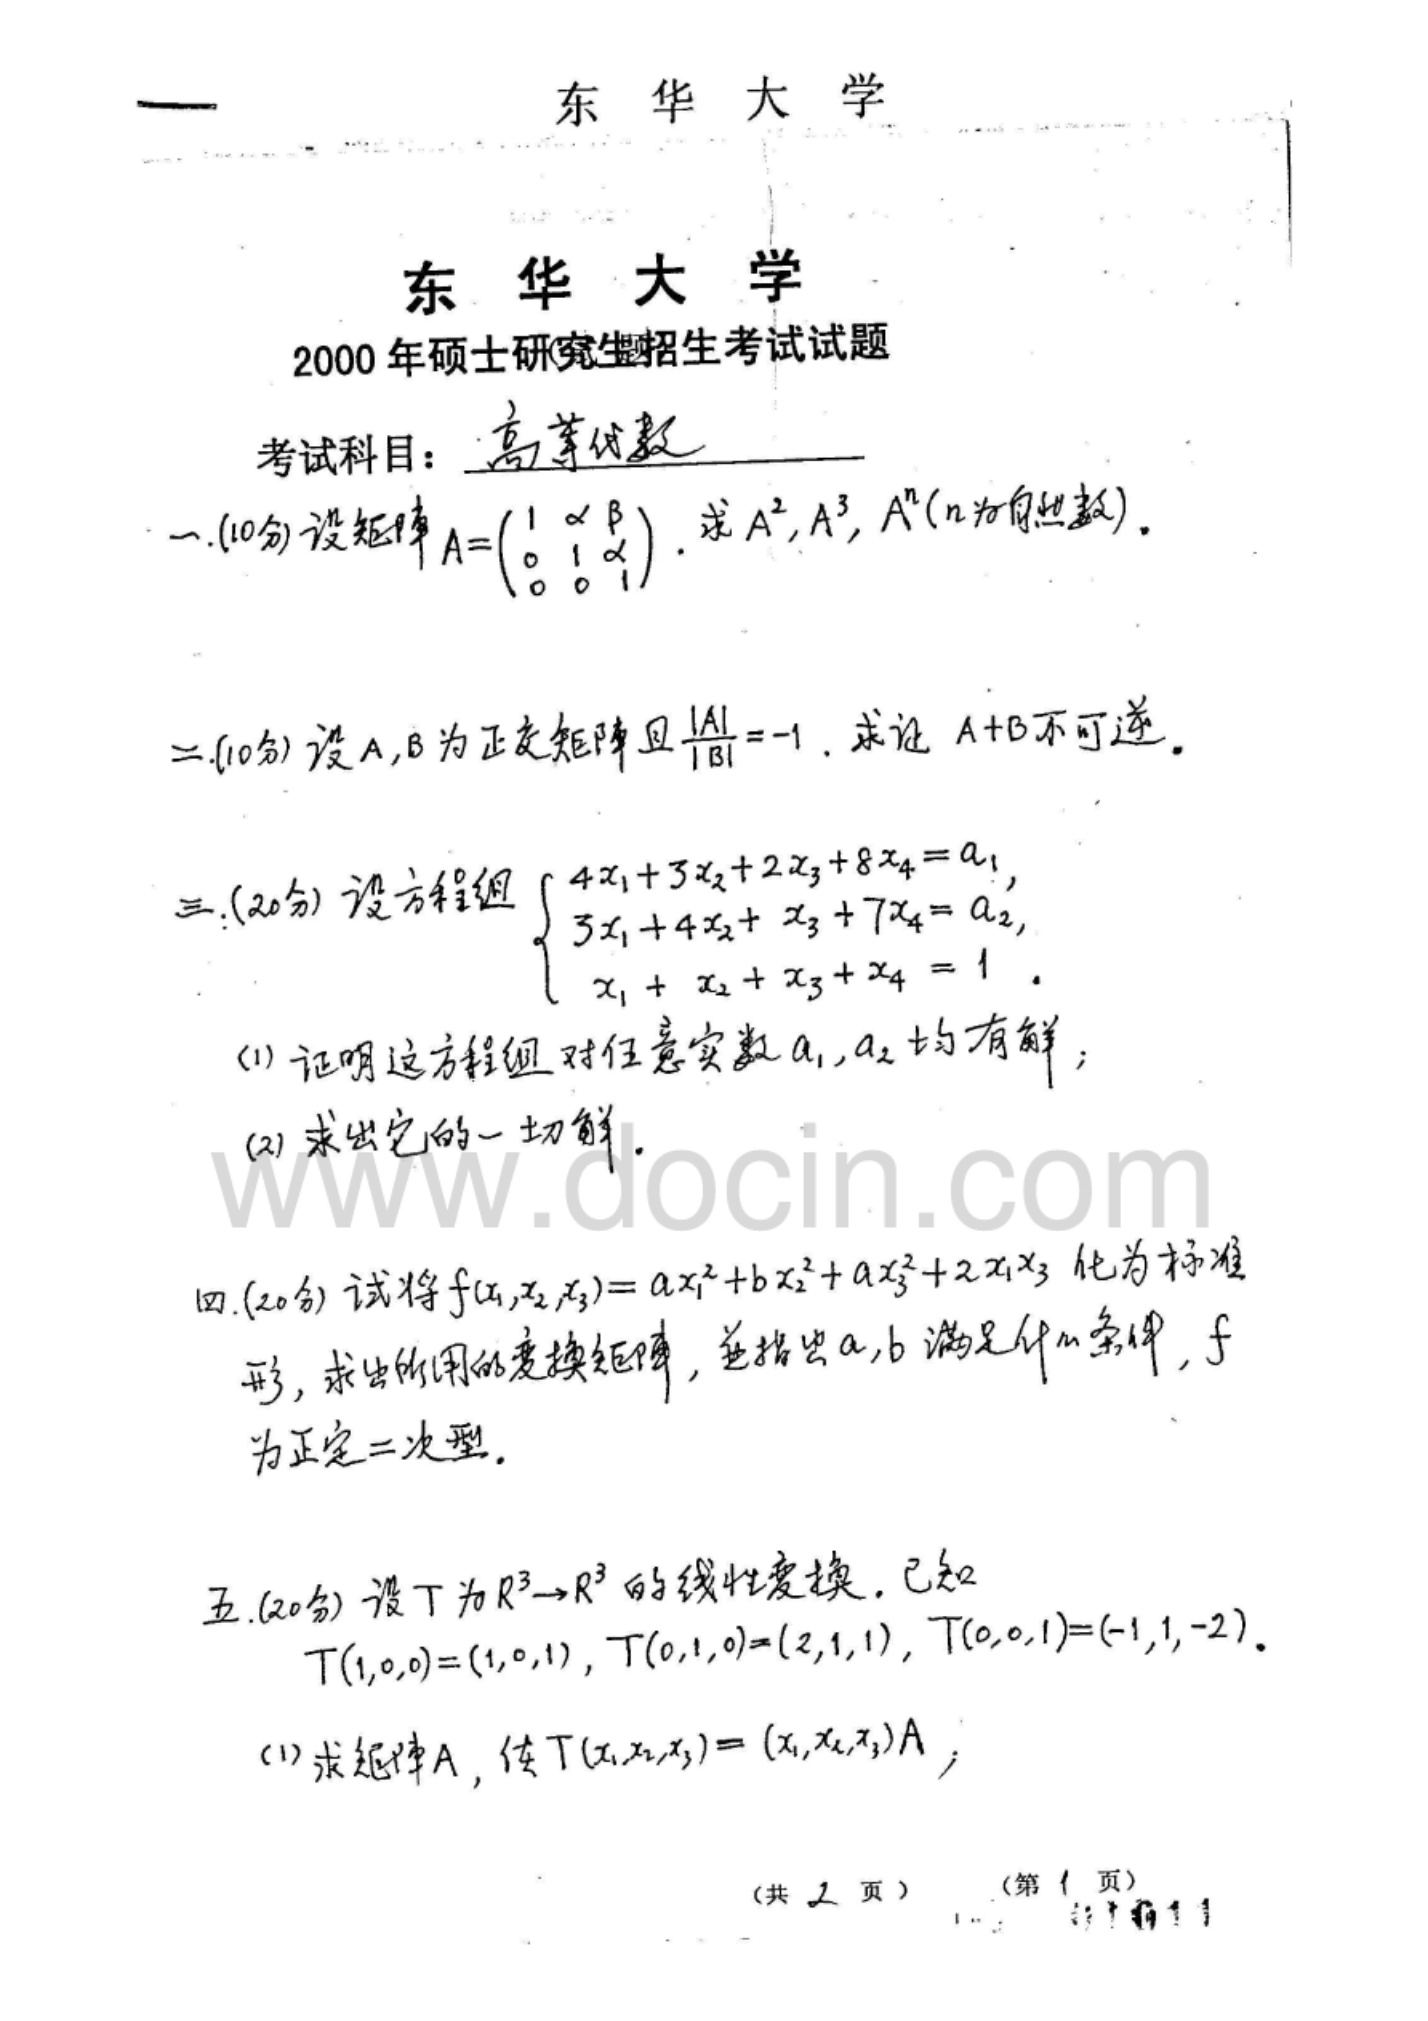 东 华 大 学
东 华 大 学
2000年硕士研究生招生考试试题
考试科目： 高等代数
一.(10分) 设矩阵 A=(1 α β
0 1 α
0 0 1). 求 A², A³, Aⁿ(n为自然数).
二.(10分) 设A,B为正交矩阵且|A|/|B|=-1. 求证 A+B不可逆.
三.(20分) 设方程组 { 4x₁+3x₂+2x₃+8x₄=a₁,
3x₁+4x₂+ x₃+7x₄=a₂,
x₁+ x₂+x₃+x₄ =1 .
(1) 证明这方程组对任意实数a₁,a₂均有解;
(2) 求出它的一切解.
www.docin.com
四.(20分) 试将f(x₁,x₂,x₃)=ax₁²+bx₂²+ax₃²+2x₁x₃ 化为标准
形, 求出所用的变换矩阵, 並指出a,b满足什么条件, f
为正定二次型.
五.(20分) 设T为R³→R³的线性变换. 已知
T(1,0,0)=(1,0,1), T(0,1,0)=(2,1,1), T(0,0,1)=(-1,1,-2).
(1) 求矩阵A, 使T(x₁,x₂,x₃)=(x₁,x₂,x₃)A;
(共 2 页) (第 1 页)